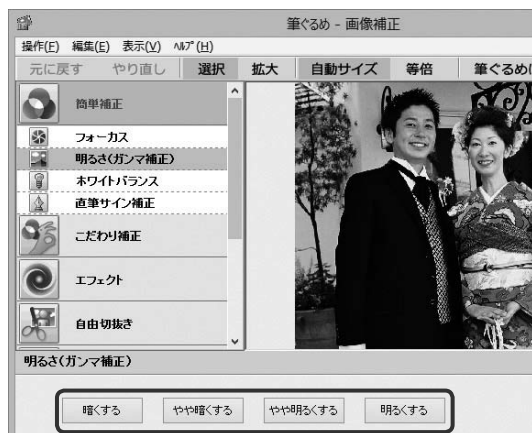 筆ぐるめ - 画像補正
操作(F) 編集(E) 表示(V) ﾍﾙﾌﾟ(H)
元に戻す やり直し 選択 拡大 自動サイズ 等倍 筆ぐるめ
簡単補正
フォーカス
明るさ(ガンマ補正)
ホワイトバランス
直筆サイン補正
こだわり補正
エフェクト
自由切抜き
明るさ(ガンマ補正)
暗くする やや暗くする やや明るくする 明るくする